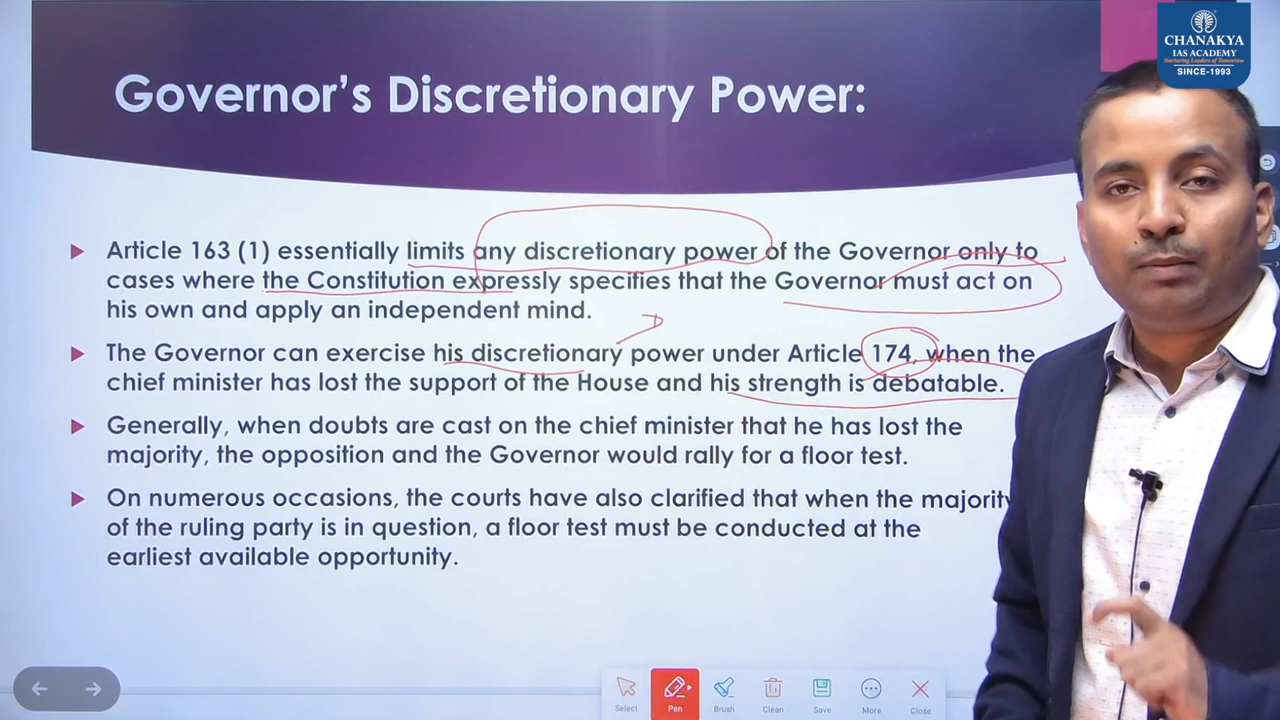 CHANAKYA
IAS ACADEMY
Nurturing Leaders of Tomorrow
SINCE-1993
Governor's Discretionary Power:
Article 163 (1) essentially limits any discretionary power of the Governor only to
cases where the Constitution expressly specifies that the Governor must act on
his own and apply an independent mind.
The Governor can exercise his discretionary power under Article 174, when the
chief minister has lost the support of the House and his strength is debatable.
Generally, when doubts are cast on the chief minister that he has lost the
majority, the opposition and the Governor would rally for a floor test.
On numerous occasions, the courts have also clarified that when the majority
of the ruling party is in question, a floor test must be conducted at the
earliest available opportunity.
Select Pen Brush Clean Save More Close